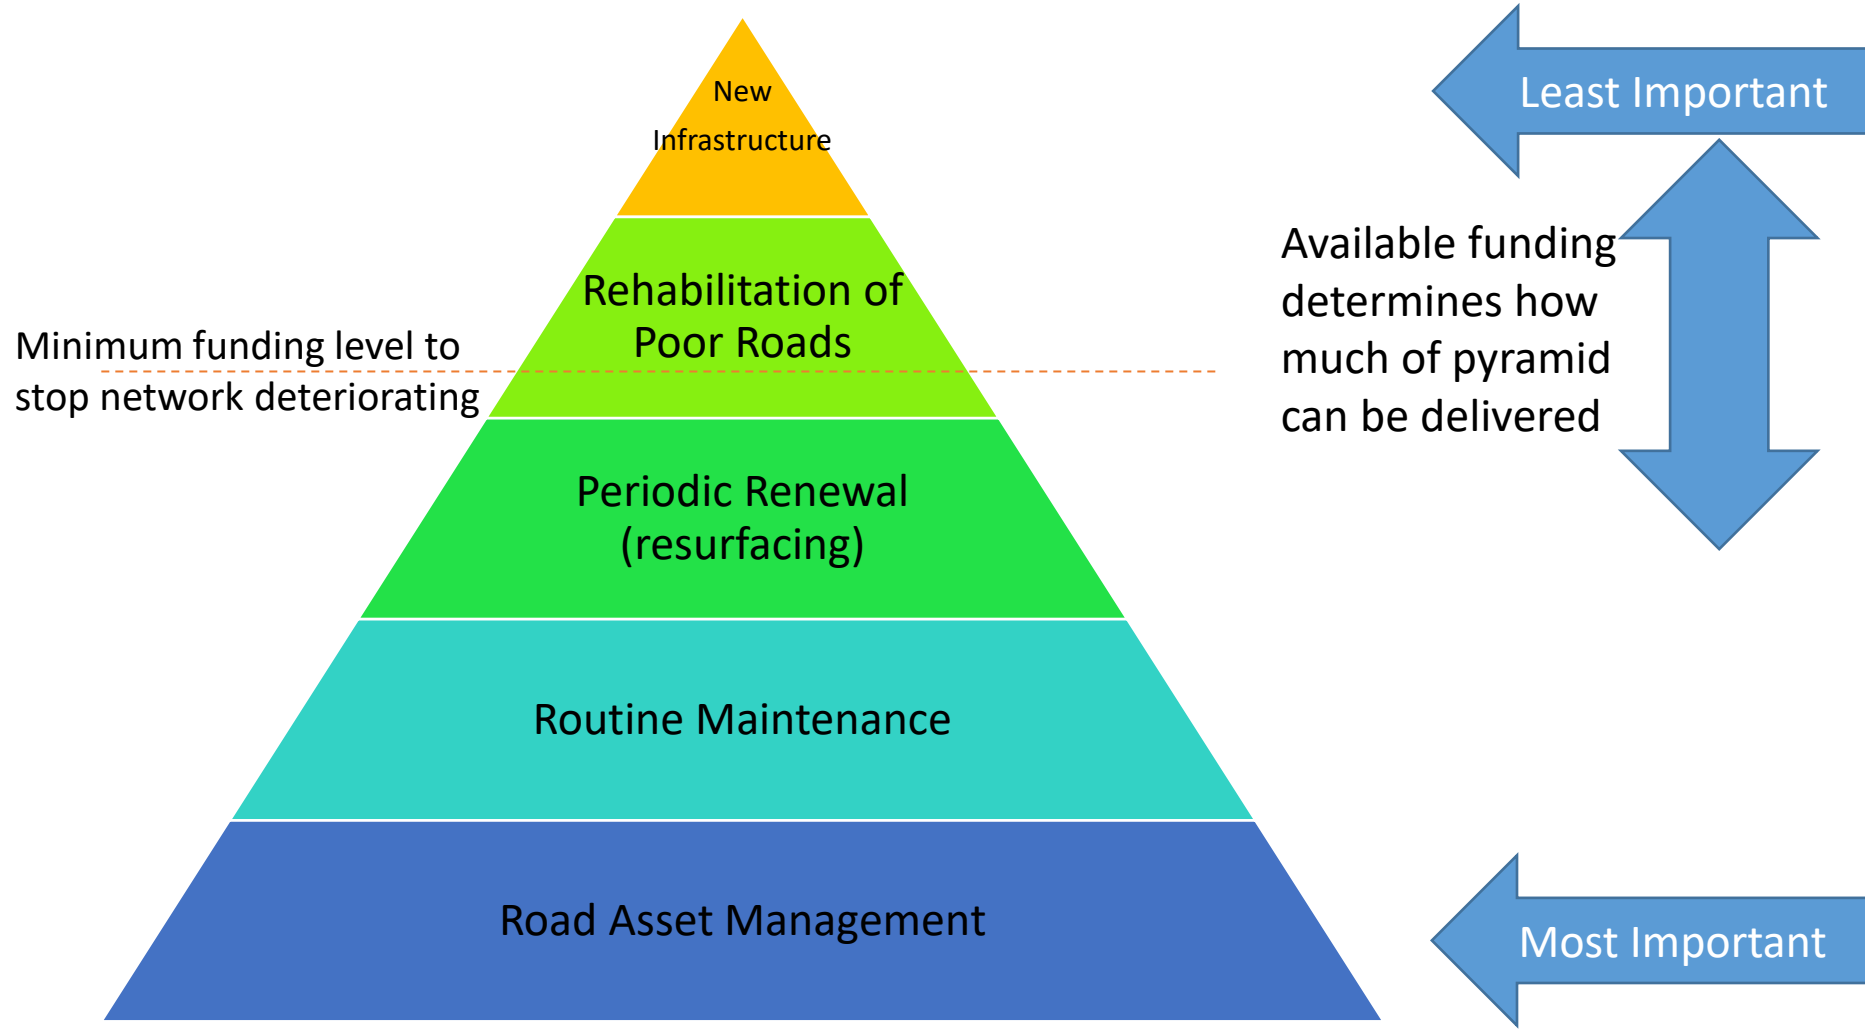 New
Infrastructure
Least Important
Rehabilitation of
Poor Roads
Minimum funding level to
stop network deteriorating
Available funding
determines how
much of pyramid
can be delivered
Periodic Renewal
(resurfacing)
Routine Maintenance
Road Asset Management
Most Important